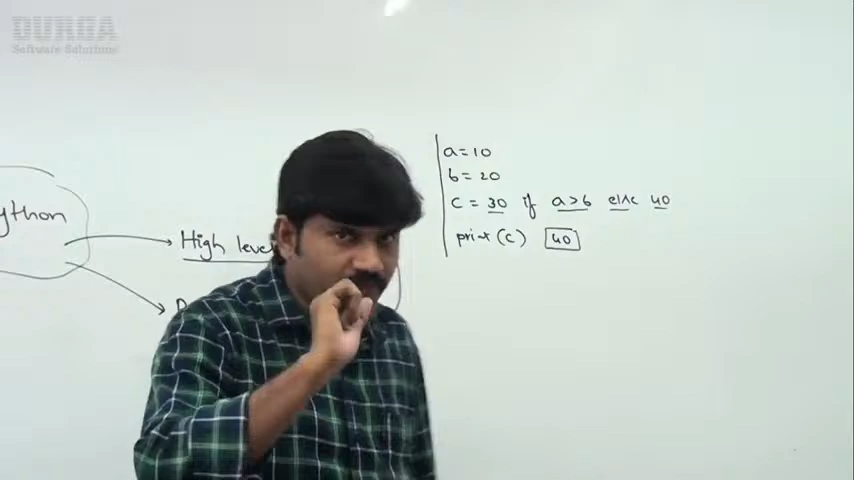 DURGA
Software Solutions
ython
High leve
a=10
b=20
c = 30 if a>b else 40
print(c) 40